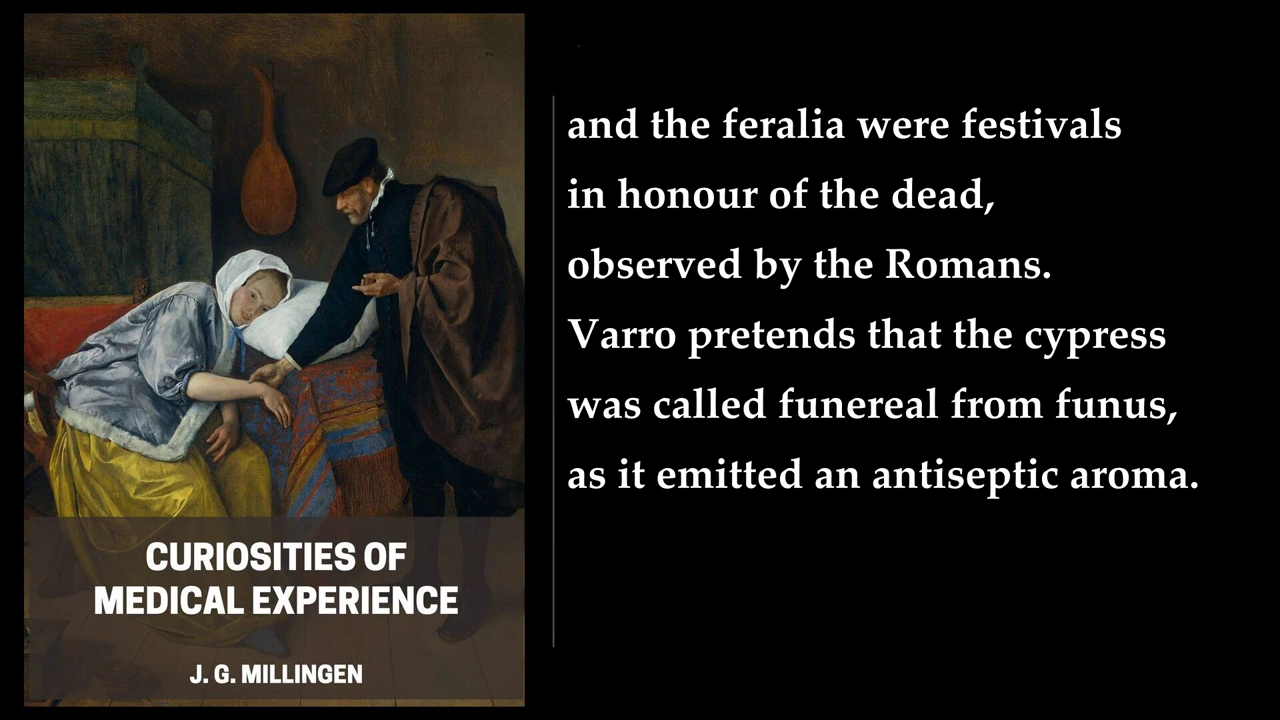 and the feralia were festivals
in honour of the dead,
observed by the Romans.
Varro pretends that the cypress
was called funereal from funus,
as it emitted an antiseptic aroma.
CURIOSITIES OF
MEDICAL EXPERIENCE
J. G. MILLINGEN